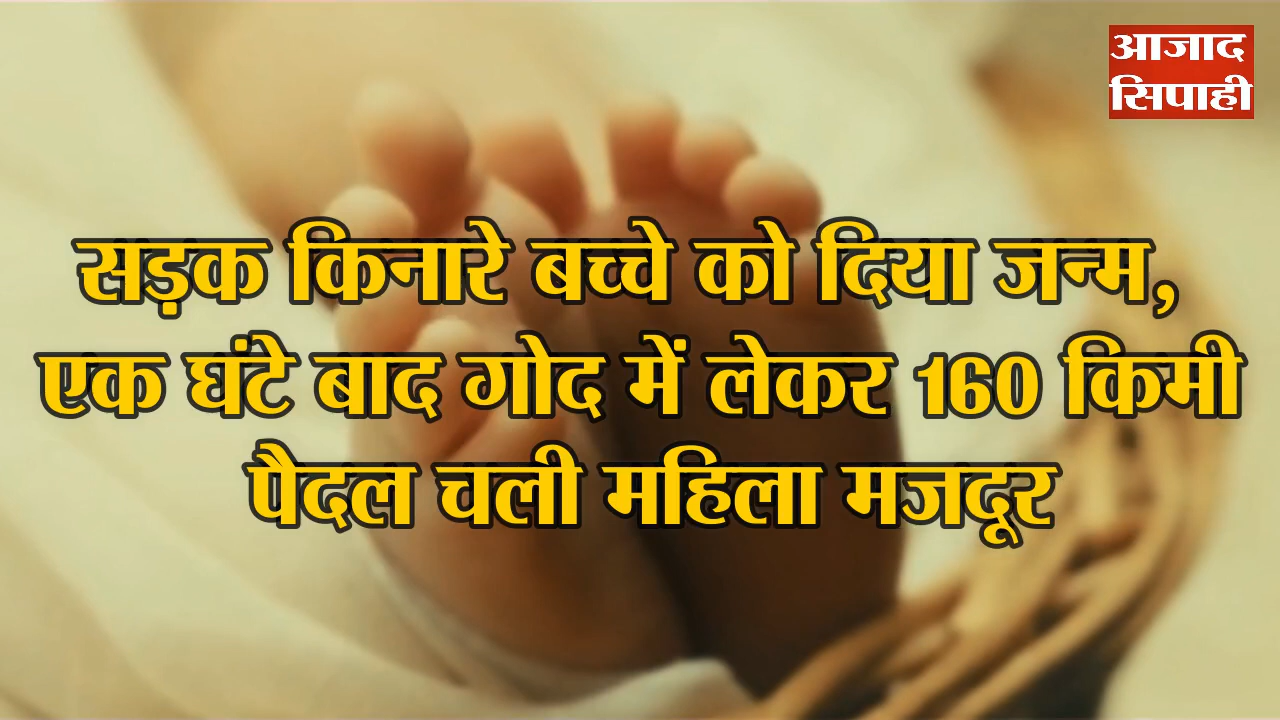 आजाद
सिपाही
सड़क किनारे बच्चे को दिया जन्म,
एक घंटे बाद गोद में लेकर 160 किमी
पैदल चली महिला मजदूर